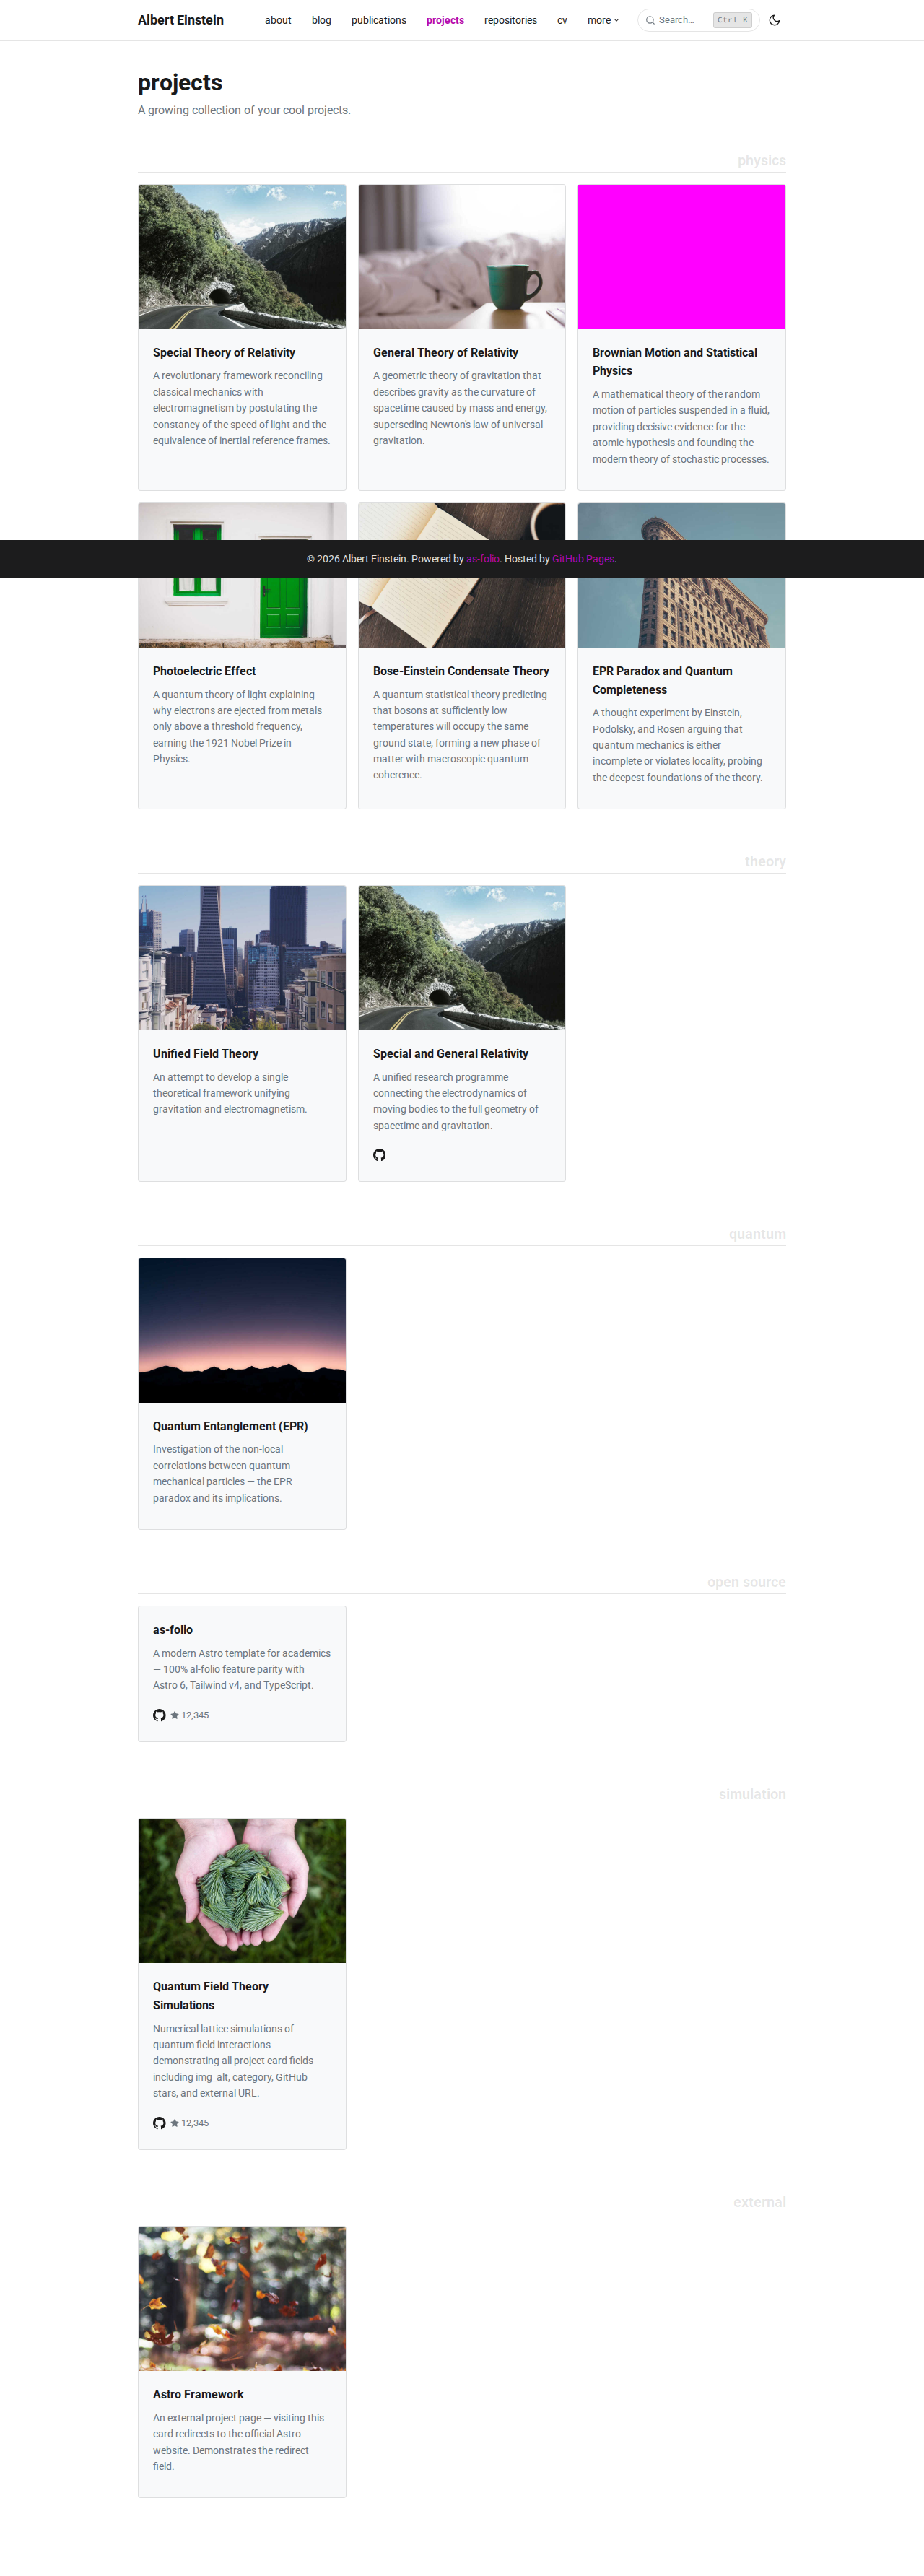 Albert Einstein
about
blog
publications
projects
repositories
cv
more
Search...
Ctrl K
projects
A growing collection of your cool projects.
physics
Special Theory of Relativity
A revolutionary framework reconciling
classical mechanics with
electromagnetism by postulating the
constancy of the speed of light and the
equivalence of inertial reference frames.
General Theory of Relativity
A geometric theory of gravitation that
describes gravity as the curvature of
spacetime caused by mass and energy,
superseding Newton's law of universal
gravitation.
Brownian Motion and Statistical
Physics
A mathematical theory of the random
motion of particles suspended in a fluid,
providing decisive evidence for the
atomic hypothesis and founding the
modern theory of stochastic processes.
© 2026 Albert Einstein. Powered by as-folio. Hosted by GitHub Pages.
Photoelectric Effect
A quantum theory of light explaining
why electrons are ejected from metals
only above a threshold frequency,
earning the 1921 Nobel Prize in
Physics.
Bose-Einstein Condensate Theory
A quantum statistical theory predicting
that bosons at sufficiently low
temperatures will occupy the same
ground state, forming a new phase of
matter with macroscopic quantum
coherence.
EPR Paradox and Quantum
Completeness
A thought experiment by Einstein,
Podolsky, and Rosen arguing that
quantum mechanics is either
incomplete or violates locality, probing
the deepest foundations of the theory.
theory
Unified Field Theory
An attempt to develop a single
theoretical framework unifying
gravitation and electromagnetism.
Special and General Relativity
A unified research programme
connecting the electrodynamics of
moving bodies to the full geometry of
spacetime and gravitation.
quantum
Quantum Entanglement (EPR)
Investigation of the non-local
correlations between quantum-
mechanical particles — the EPR
paradox and its implications.
open source
as-folio
A modern Astro template for academics
— 100% al-folio feature parity with
Astro 6, Tailwind v4, and TypeScript.
12,345
simulation
Quantum Field Theory
Simulations
Numerical lattice simulations of
quantum field interactions —
demonstrating all project card fields
including img_alt, category, GitHub
stars, and external URL.
12,345
external
Astro Framework
An external project page — visiting this
card redirects to the official Astro
website. Demonstrates the redirect
field.